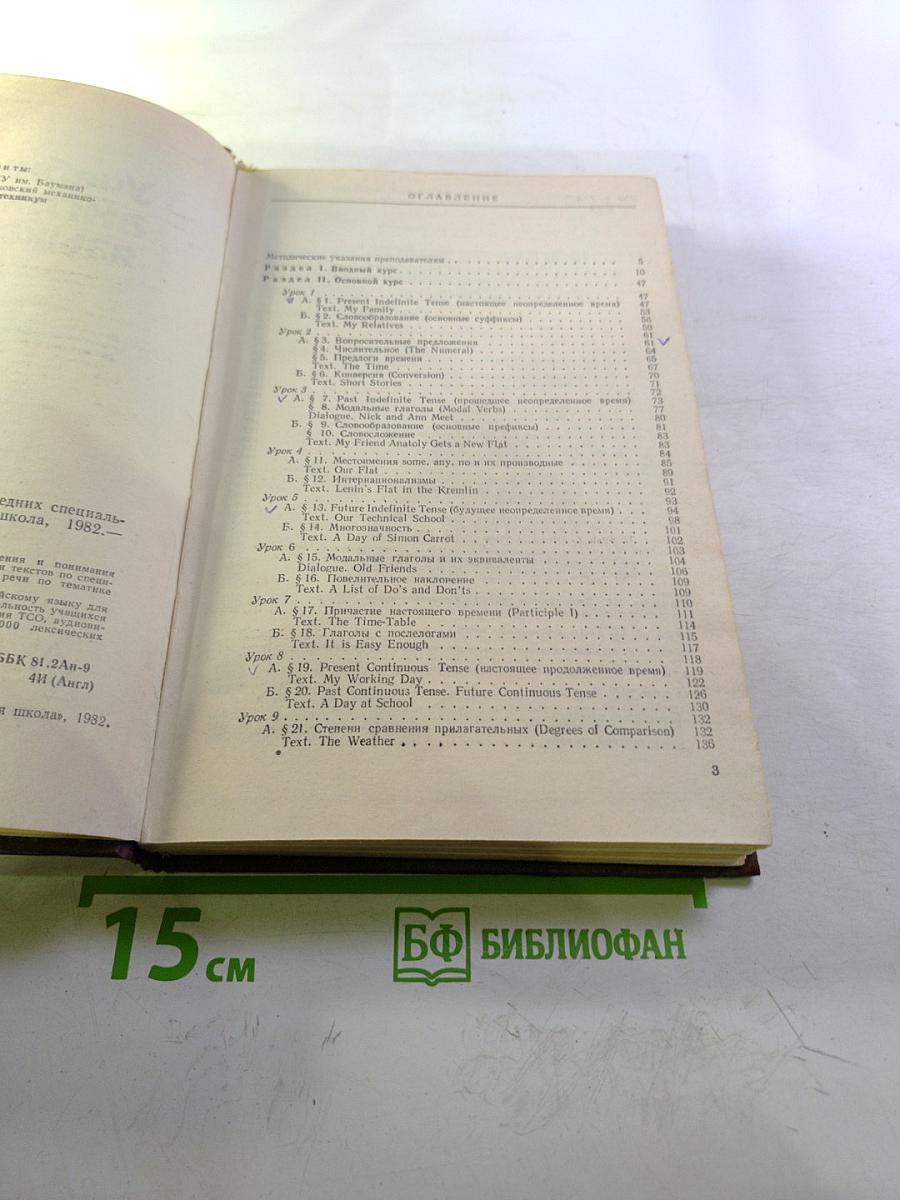 нты:
У им. Баумана)
ковский механико-
техникум
едних специаль-
школа, 1982.—
ения и понимания
и текстов по специ-
речи по тематике
ийскому языку для
ельность учащихся
ия ТСО, аудиови-
000 лексических
ББК 81.2Ан-9
4И (Англ)
я школа», 1982.
ОГЛАВЛЕНИЕ
Методические указания преподавателям . . 5
Раздел I. Вводный курс . . 10
Раздел II. Основной курс . . 47
Урок 1 . . 47
А. § 1. Present Indefinite Tense (настоящее неопределенное время) 47
Text. My Family . . 53
Б. § 2. Словообразование (основные суффиксы) . . 56
Text. My Relatives . . 59
Урок 2 . . 61
А. § 3. Вопросительные предложения . . 61
§ 4. Числительное (The Numeral) . . 64
§ 5. Предлоги времени . . 65
Text. The Time . . 67
Б. § 6. Конверсия (Conversion) . . 70
Text. Short Stories . . 71
Урок 3 . . 72
А. § 7. Past Indefinite Tense (прошедшее неопределенное время) 73
§ 8. Модальные глаголы (Modal Verbs) . . 77
Dialogue. Nick and Ann Meet . . 80
Б. § 9. Словообразование (основные префиксы) . . 81
§ 10. Словосложение . . 83
Text. My Friend Anatoly Gets a New Flat . . 83
Урок 4 . . 84
А. § 11. Местоимения some, any, no и их производные . . 85
Text. Our Flat . . 89
Б. § 12. Интернационализмы . . 91
Text. Lenin's Flat in the Kremlin . . 92
Урок 5 . . 93
А. § 13. Future Indefinite Tense (будущее неопределенное время) . 94
Text. Our Technical School . . 98
Б. § 14. Многозначность . . 101
Text. A Day of Simon Carrot . . 102
Урок 6 . . 103
А. § 15. Модальные глаголы и их эквиваленты . . 104
Dialogue. Old Friends . . 106
Б. § 16. Повелительное наклонение . . 109
Text. A List of Do's and Don'ts . . 109
Урок 7 . . 110
А. § 17. Причастие настоящего времени (Participle I) . . 111
Text. The Time-Table . . 114
Б. § 18. Глаголы с послелогами . . 115
Text. It is Easy Enough . . 117
Урок 8 . . 118
А. § 19. Present Continuous Tense (настоящее продолженное время) 119
Text. My Working Day . . 122
Б. § 20. Past Continuous Tense. Future Continuous Tense . . 126
Text. A Day at School . . 130
Урок 9 . . 132
А. § 21. Степени сравнения прилагательных (Degrees of Comparison) 132
Text. The Weather . . 136
3
15 см
БФ БИБЛИОФАН